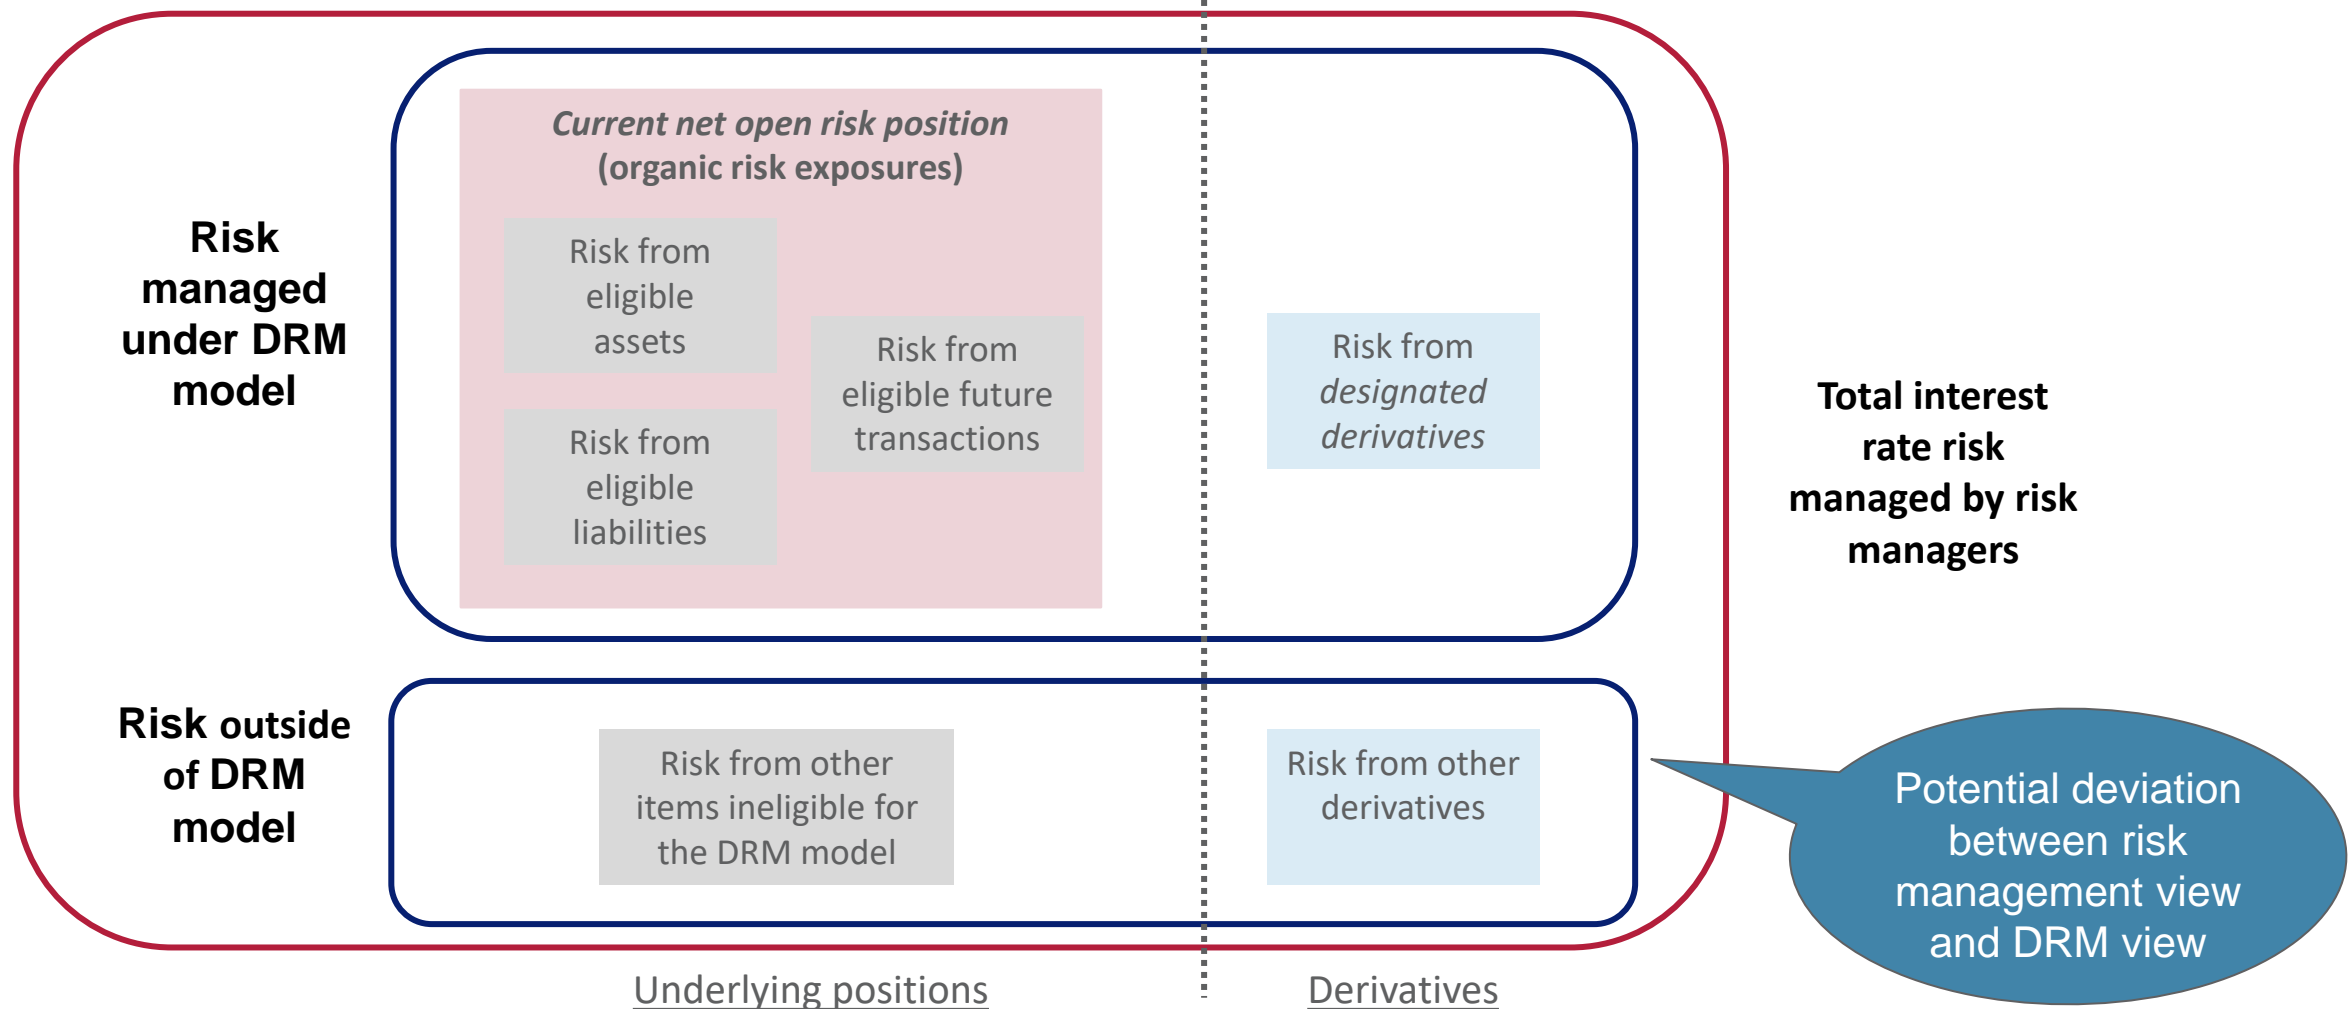 Risk
managed
under DRM
model
Current net open risk position
(organic risk exposures)
Risk from
eligible
assets
Risk from
eligible
liabilities
Risk from
eligible future
transactions
Risk from
designated
derivatives
Total interest
rate risk
managed by risk
managers
Risk outside
of DRM
model
Risk from other
items ineligible for
the DRM model
Risk from other
derivatives
Potential deviation
between risk
management view
and DRM view
Underlying positions
Derivatives